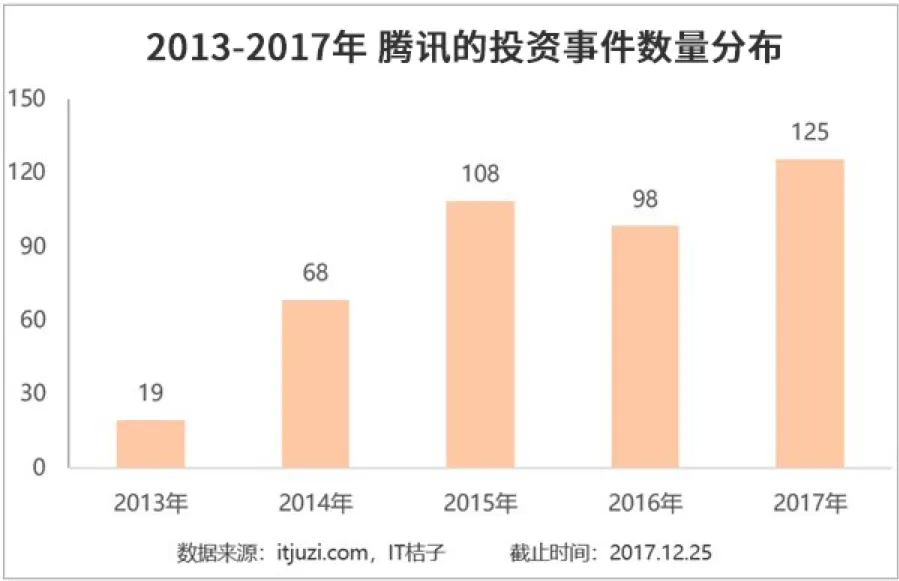 2013-2017年 腾讯的投资事件数量分布
150
120
90
60
30
0
19
68
108
98
125
2013年
2014年
2015年
2016年
2017年
数据来源：itjuzi.com，IT桔子 截止时间：2017.12.25